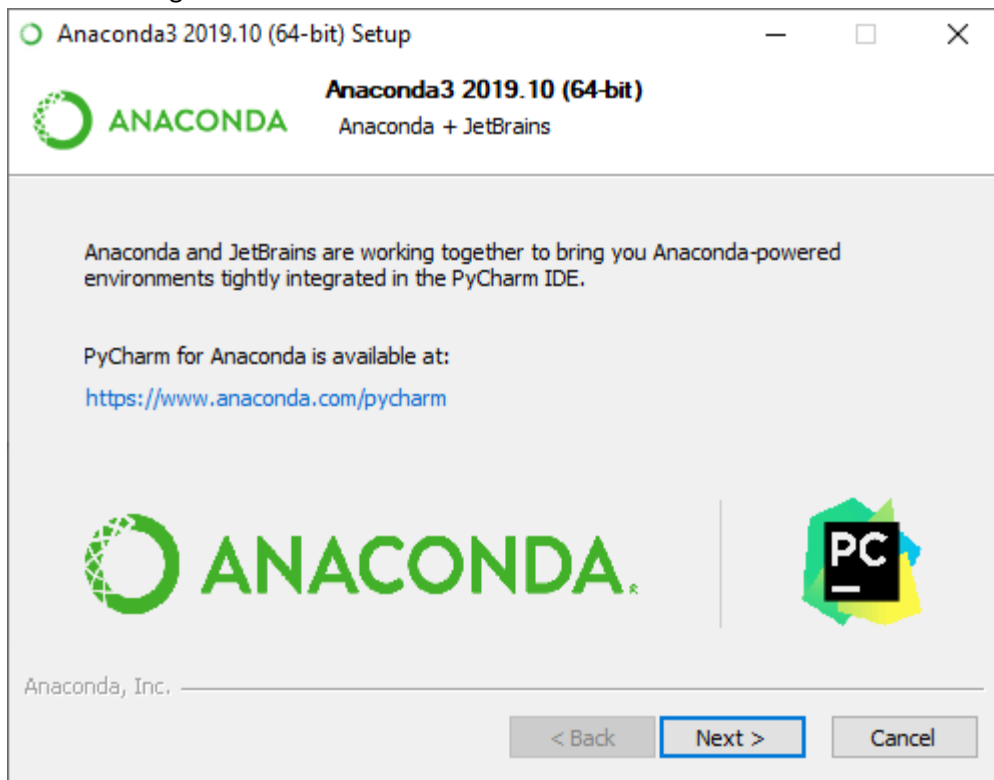 Anaconda3 2019.10 (64-bit) Setup
Anaconda3 2019.10 (64-bit)
ANACONDA
Anaconda + JetBrains
Anaconda and JetBrains are working together to bring you Anaconda-powered
environments tightly integrated in the PyCharm IDE.
PyCharm for Anaconda is available at:
https://www.anaconda.com/pycharm
ANACONDA.®
PC
Anaconda, Inc.
< Back Next > Cancel